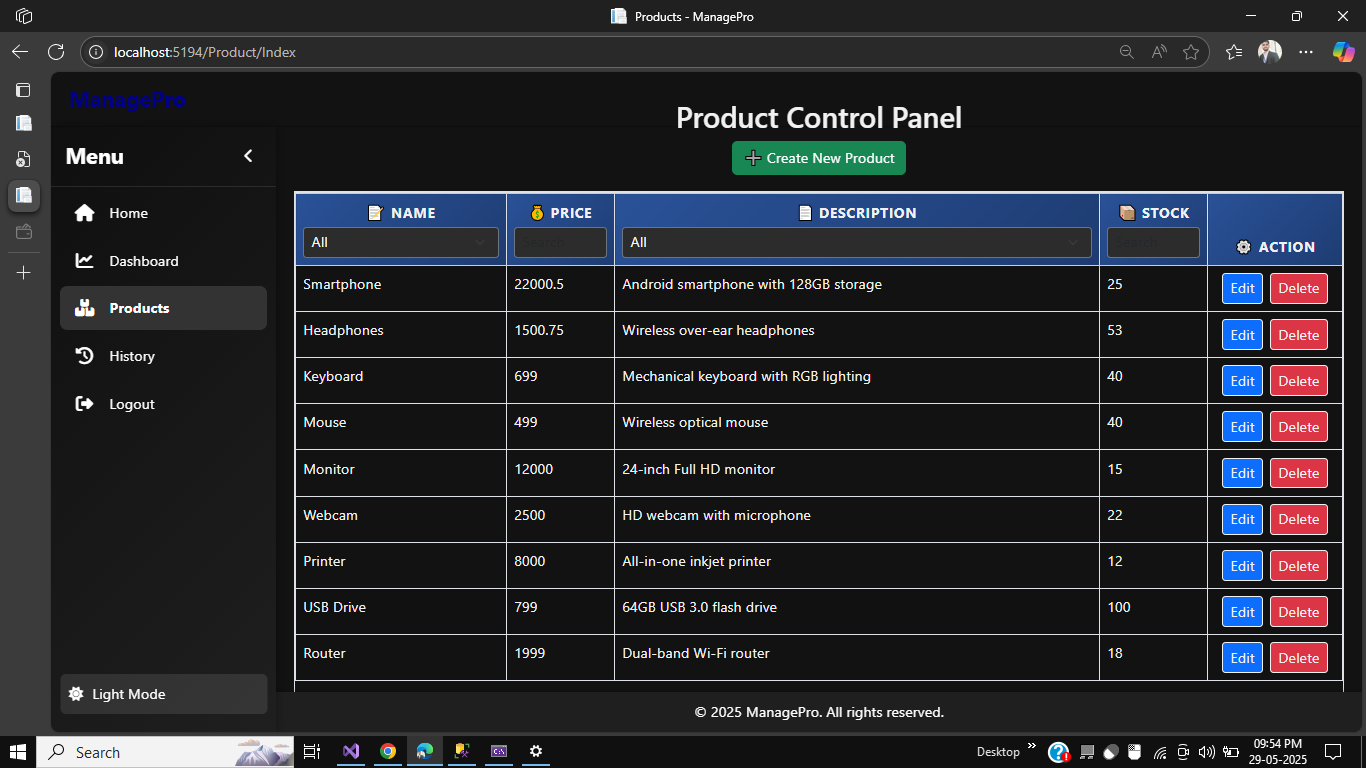 Products - ManagePro
localhost:5194/Product/Index
ManagePro
Product Control Panel
Menu
Create New Product
Home
Dashboard
Products
History
Logout
Light Mode
NAME PRICE DESCRIPTION STOCK ACTION
All Search All Search
Smartphone 22000.5 Android smartphone with 128GB storage 25 Edit Delete
Headphones 1500.75 Wireless over-ear headphones 53 Edit Delete
Keyboard 699 Mechanical keyboard with RGB lighting 40 Edit Delete
Mouse 499 Wireless optical mouse 40 Edit Delete
Monitor 12000 24-inch Full HD monitor 15 Edit Delete
Webcam 2500 HD webcam with microphone 22 Edit Delete
Printer 8000 All-in-one inkjet printer 12 Edit Delete
USB Drive 799 64GB USB 3.0 flash drive 100 Edit Delete
Router 1999 Dual-band Wi-Fi router 18 Edit Delete
© 2025 ManagePro. All rights reserved.
Search
Desktop
09:54 PM
29-05-2025